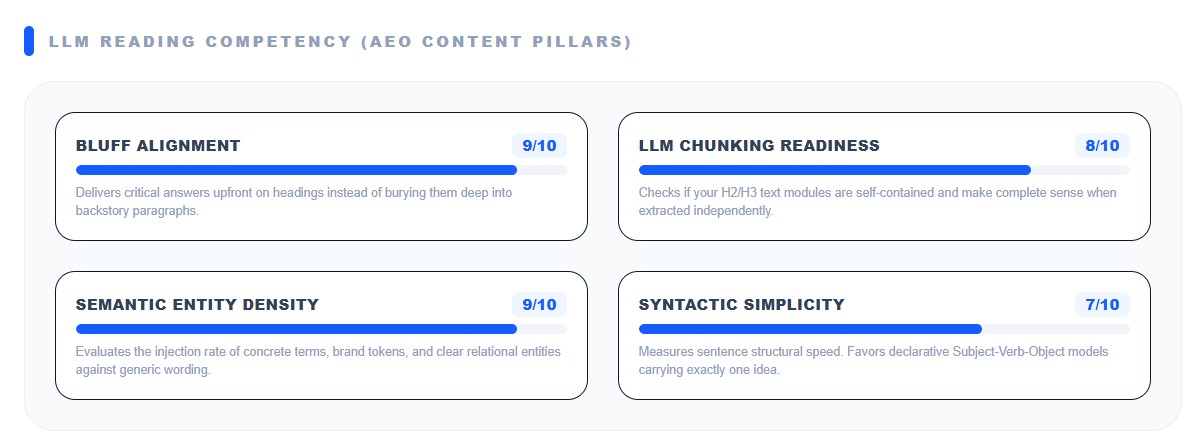 LLM READING COMPETENCY (AEO CONTENT PILLARS)
BLUFF ALIGNMENT
9/10
Delivers critical answers upfront on headings instead of burying them deep into
backstory paragraphs.
LLM CHUNKING READINESS
8/10
Checks if your H2/H3 text modules are self-contained and make complete sense when
extracted independently.
SEMANTIC ENTITY DENSITY
9/10
Evaluates the injection rate of concrete terms, brand tokens, and clear relational entities
against generic wording.
SYNTACTIC SIMPLICITY
7/10
Measures sentence structural speed. Favors declarative Subject-Verb-Object models
carrying exactly one idea.